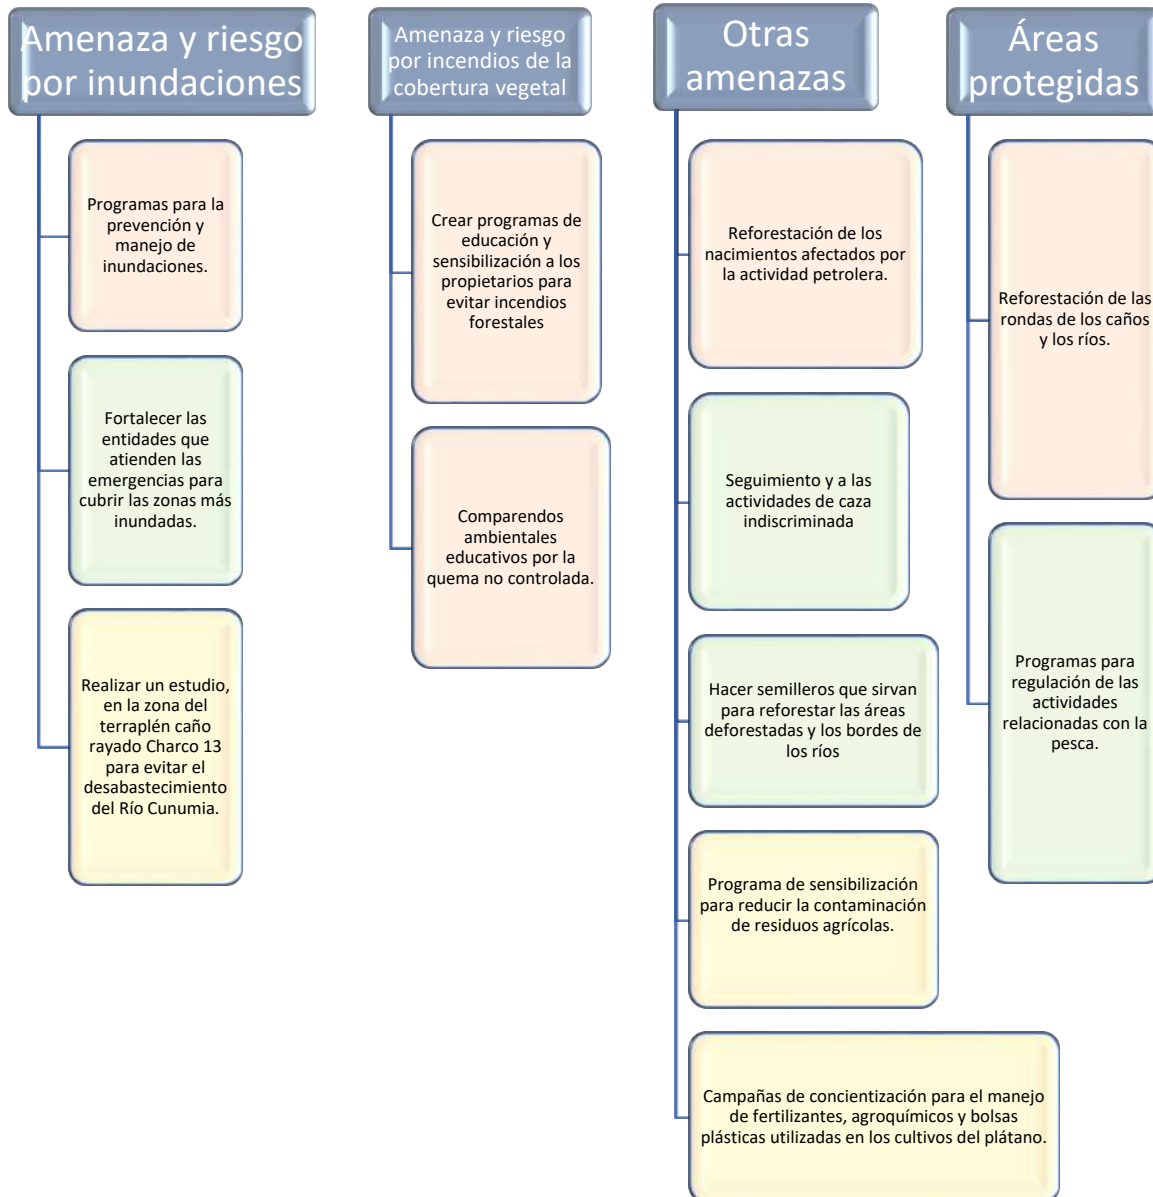 Amenaza y riesgo
por inundaciones
Programas para la
prevención y
manejo de
inundaciones.
Fortalecer las
entidades que
atienden las
emergencias para
cubrir las zonas más
inundadas.
Realizar un estudio,
en la zona del
terraplén caño
rayado Charco 13
para evitar el
desabastecimiento
del Río Cunumia.
Amenaza y riesgo
por incendios de la
cobertura vegetal
Crear programas de
educación y
sensibilización a los
propietarios para
evitar incendios
forestales
Comparendos
ambientales
educativos por la
quema no controlada.
Otras
amenazas
Reforestación de los
nacimientos afectados por
la actividad petrolera.
Seguimiento y a las
actividades de caza
indiscriminada
Hacer semilleros que sirvan
para reforestar las áreas
deforestadas y los bordes de
los ríos
Programa de sensibilización
para reducir la contaminación
de residuos agrícolas.
Campañas de concientización para el manejo
de fertilizantes, agroquímicos y bolsas
plásticas utilizadas en los cultivos del plátano.
Áreas
protegidas
Reforestación de las
rondas de los caños
y los ríos.
Programas para
regulación de las
actividades
relacionadas con la
pesca.